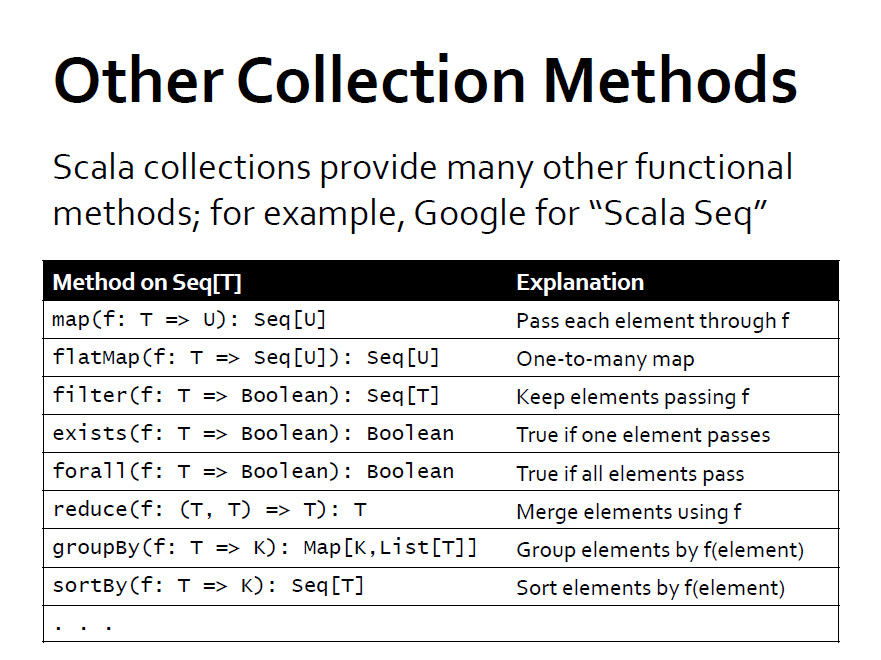 Other Collection Methods
Scala collections provide many other functional
methods; for example, Google for “Scala Seq”
Method on Seq[T] Explanation
map(f: T => U): Seq[U] Pass each element through f
flatMap(f: T => Seq[U]): Seq[U] One-to-many map
filter(f: T => Boolean): Seq[T] Keep elements passing f
exists(f: T => Boolean): Boolean True if one element passes
forall(f: T => Boolean): Boolean True if all elements pass
reduce(f: (T, T) => T): T Merge elements using f
groupBy(f: T => K): Map[K,List[T]] Group elements by f(element)
sortBy(f: T => K): Seq[T] Sort elements by f(element)
. . .